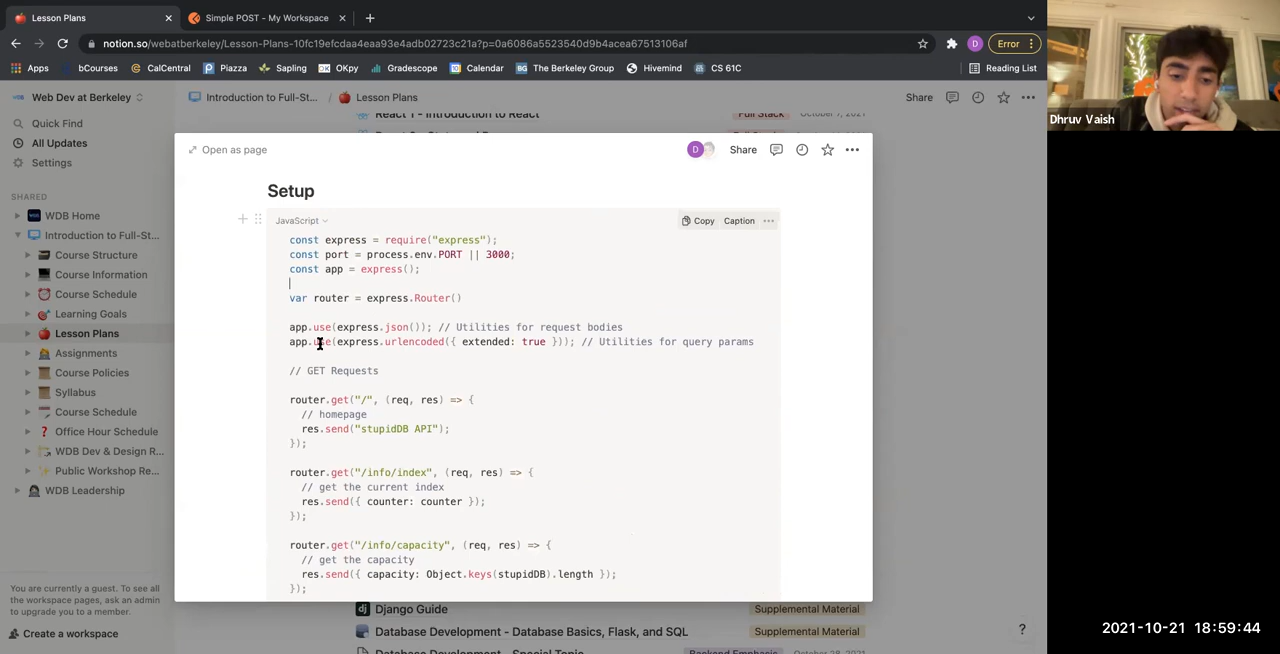 Lesson Plans
Simple POST - My Workspace
notion.so/webatberkeley/Lesson-Plans-10fc19efcdaa4eaa93e4adb02723c21a?p=0a6086a5523540d9b4acea67513106af
D
Error
Apps
bCourses
CalCentral
Piazza
Sapling
OKpy
Gradescope
Calendar
The Berkeley Group
Hivemind
CS 61C
Reading List
Web Dev at Berkeley
Introduction to Full-St... / Lesson Plans
Share
Quick Find
All Updates
Settings
SHARED
WDB Home
Introduction to Full-St...
Course Structure
Course Information
Course Schedule
Learning Goals
Lesson Plans
Assignments
Course Policies
Syllabus
Course Schedule
Office Hour Schedule
WDB Dev & Design R...
Public Workshop Re...
WDB Leadership
You are currently a guest. To see all
the workspace pages, ask an admin
to upgrade you to a member.
Create a workspace
React 1 - Introduction to React
Full Stack
October 7, 2021
Open as page
D
Share
Setup
JavaScript
Copy
Caption
const express = require("express");
const port = process.env.PORT || 3000;
const app = express();
var router = express.Router()
app.use(express.json()); // Utilities for request bodies
app.use(express.urlencoded({ extended: true })); // Utilities for query params
// GET Requests
router.get("/", (req, res) => {
// homepage
res.send("stupidDB API");
});
router.get("/info/index", (req, res) => {
// get the current index
res.send({ counter: counter });
});
router.get("/info/capacity", (req, res) => {
// get the capacity
res.send({ capacity: Object.keys(stupidDB).length });
});
Django Guide
Supplemental Material
Database Development - Database Basics, Flask, and SQL
Supplemental Material
Database Development - Special Topic
Backend Emphasis
October 28, 2021
?
Dhruv Vaish
2021-10-21 18:59:44